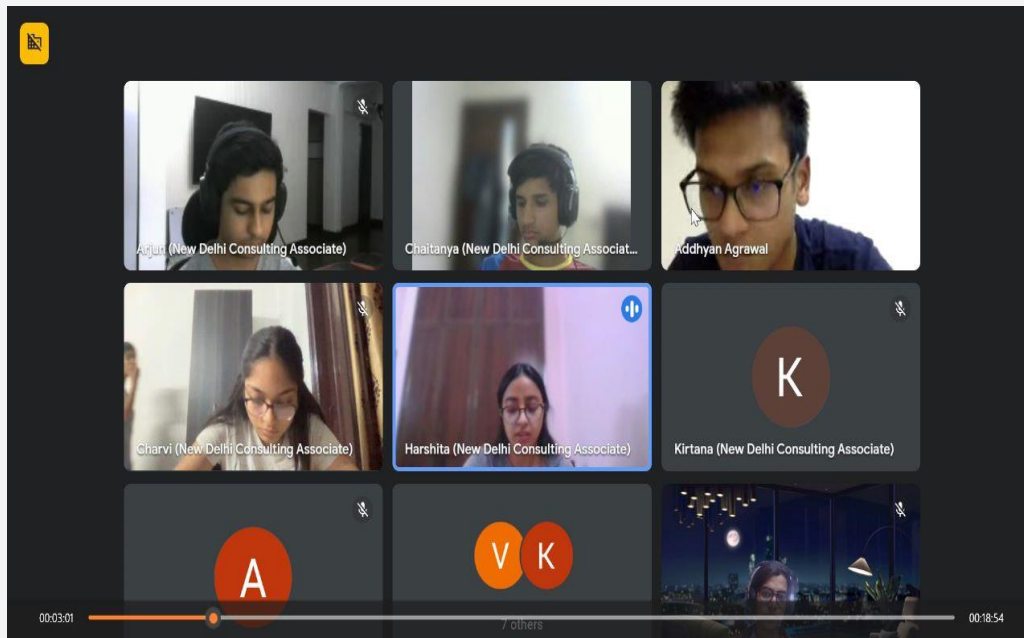 Arjun (New Delhi Consulting Associate)
Chaitanya (New Delhi Consulting Associat...
Addhyan Agrawal
Charvi (New Delhi Consulting Associate)
Harshita (New Delhi Consulting Associate)
K
Kirtana (New Delhi Consulting Associate)
A
V K
7 others
00:03:01
00:18:54